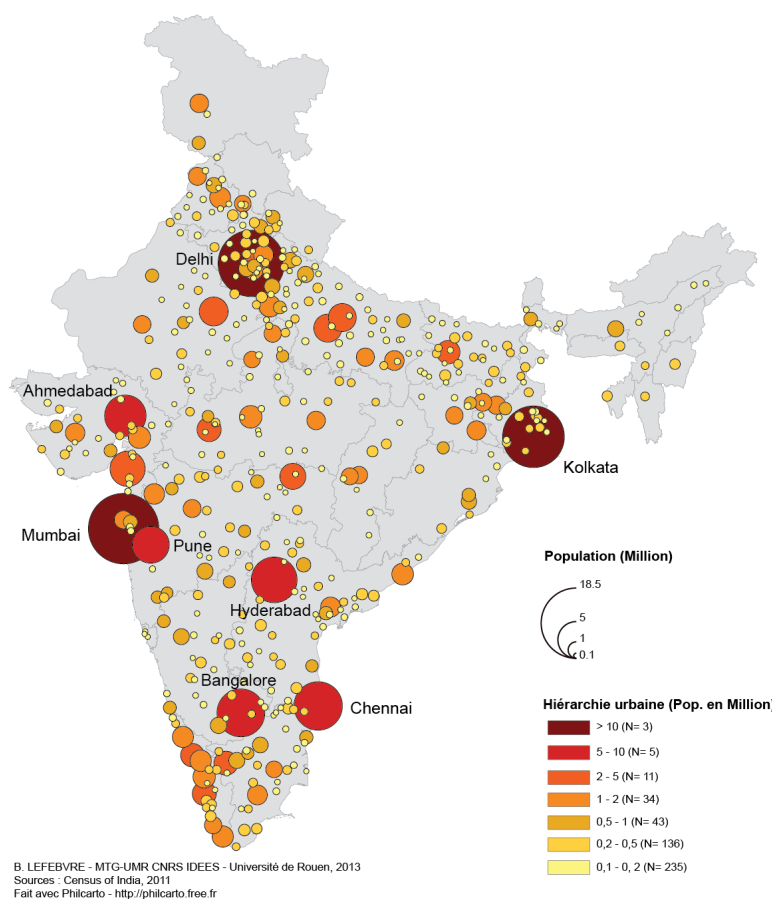 Delhi
Ahmedabad
Kolkata
Mumbai
Pune
Hyderabad
Bangalore
Chennai
Population (Million)
18.5
5
1
0.1
Hiérarchie urbaine (Pop. en Million)
> 10 (N= 3)
5 - 10 (N= 5)
2 - 5 (N= 11)
1 - 2 (N= 34)
0,5 - 1 (N= 43)
0,2 - 0,5 (N= 136)
0,1 - 0, 2 (N= 235)
B. LEFEBVRE - MTG-UMR CNRS IDEES - Université de Rouen, 2013
Sources : Census of India, 2011
Fait avec Philcarto - http://philcarto.free.fr